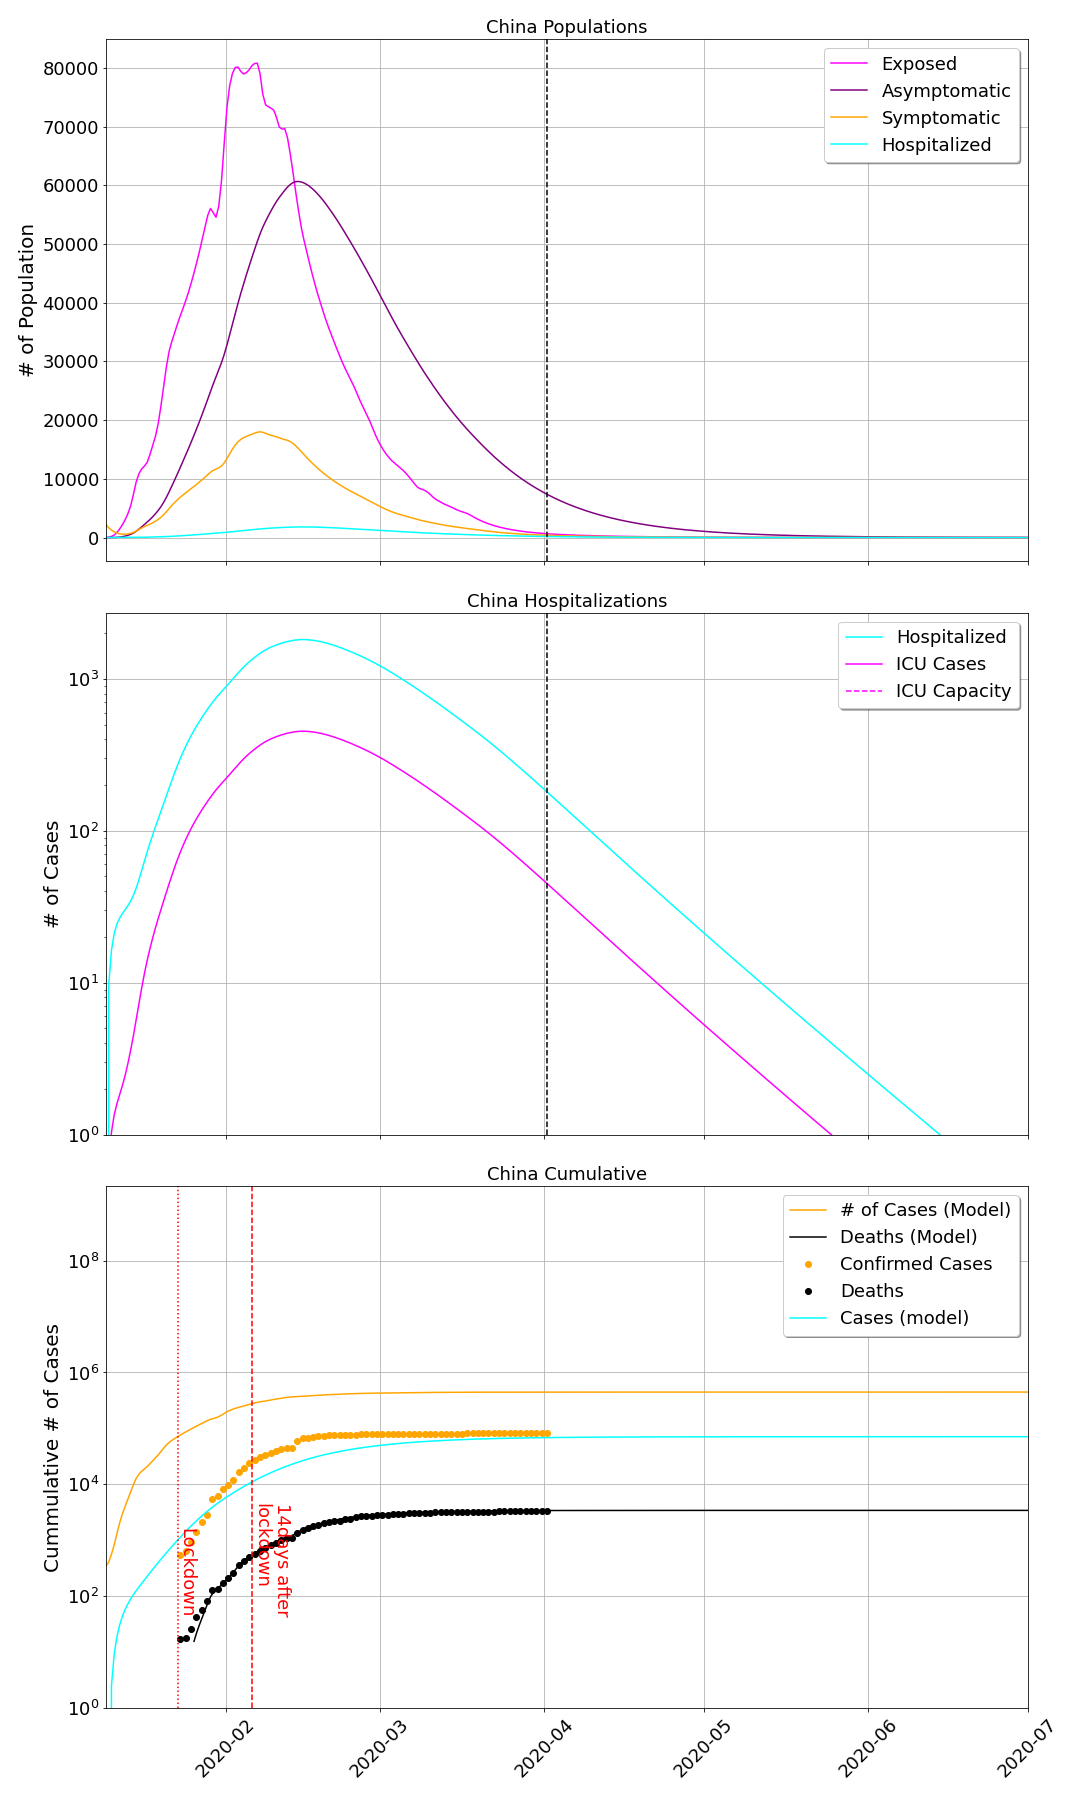 China Populations
80000
70000
60000
50000
40000
30000
20000
10000
0
# of Population
Exposed
Asymptomatic
Symptomatic
Hospitalized
China Hospitalizations
10³
10²
10¹
10⁰
# of Cases
Hospitalized
ICU Cases
ICU Capacity
China Cumulative
10⁸
10⁶
10⁴
10²
10⁰
Cummulative # of Cases
# of Cases (Model)
Deaths (Model)
Confirmed Cases
Deaths
Cases (model)
Lockdown
14days after
lockdown
2020-02
2020-03
2020-04
2020-05
2020-06
2020-07